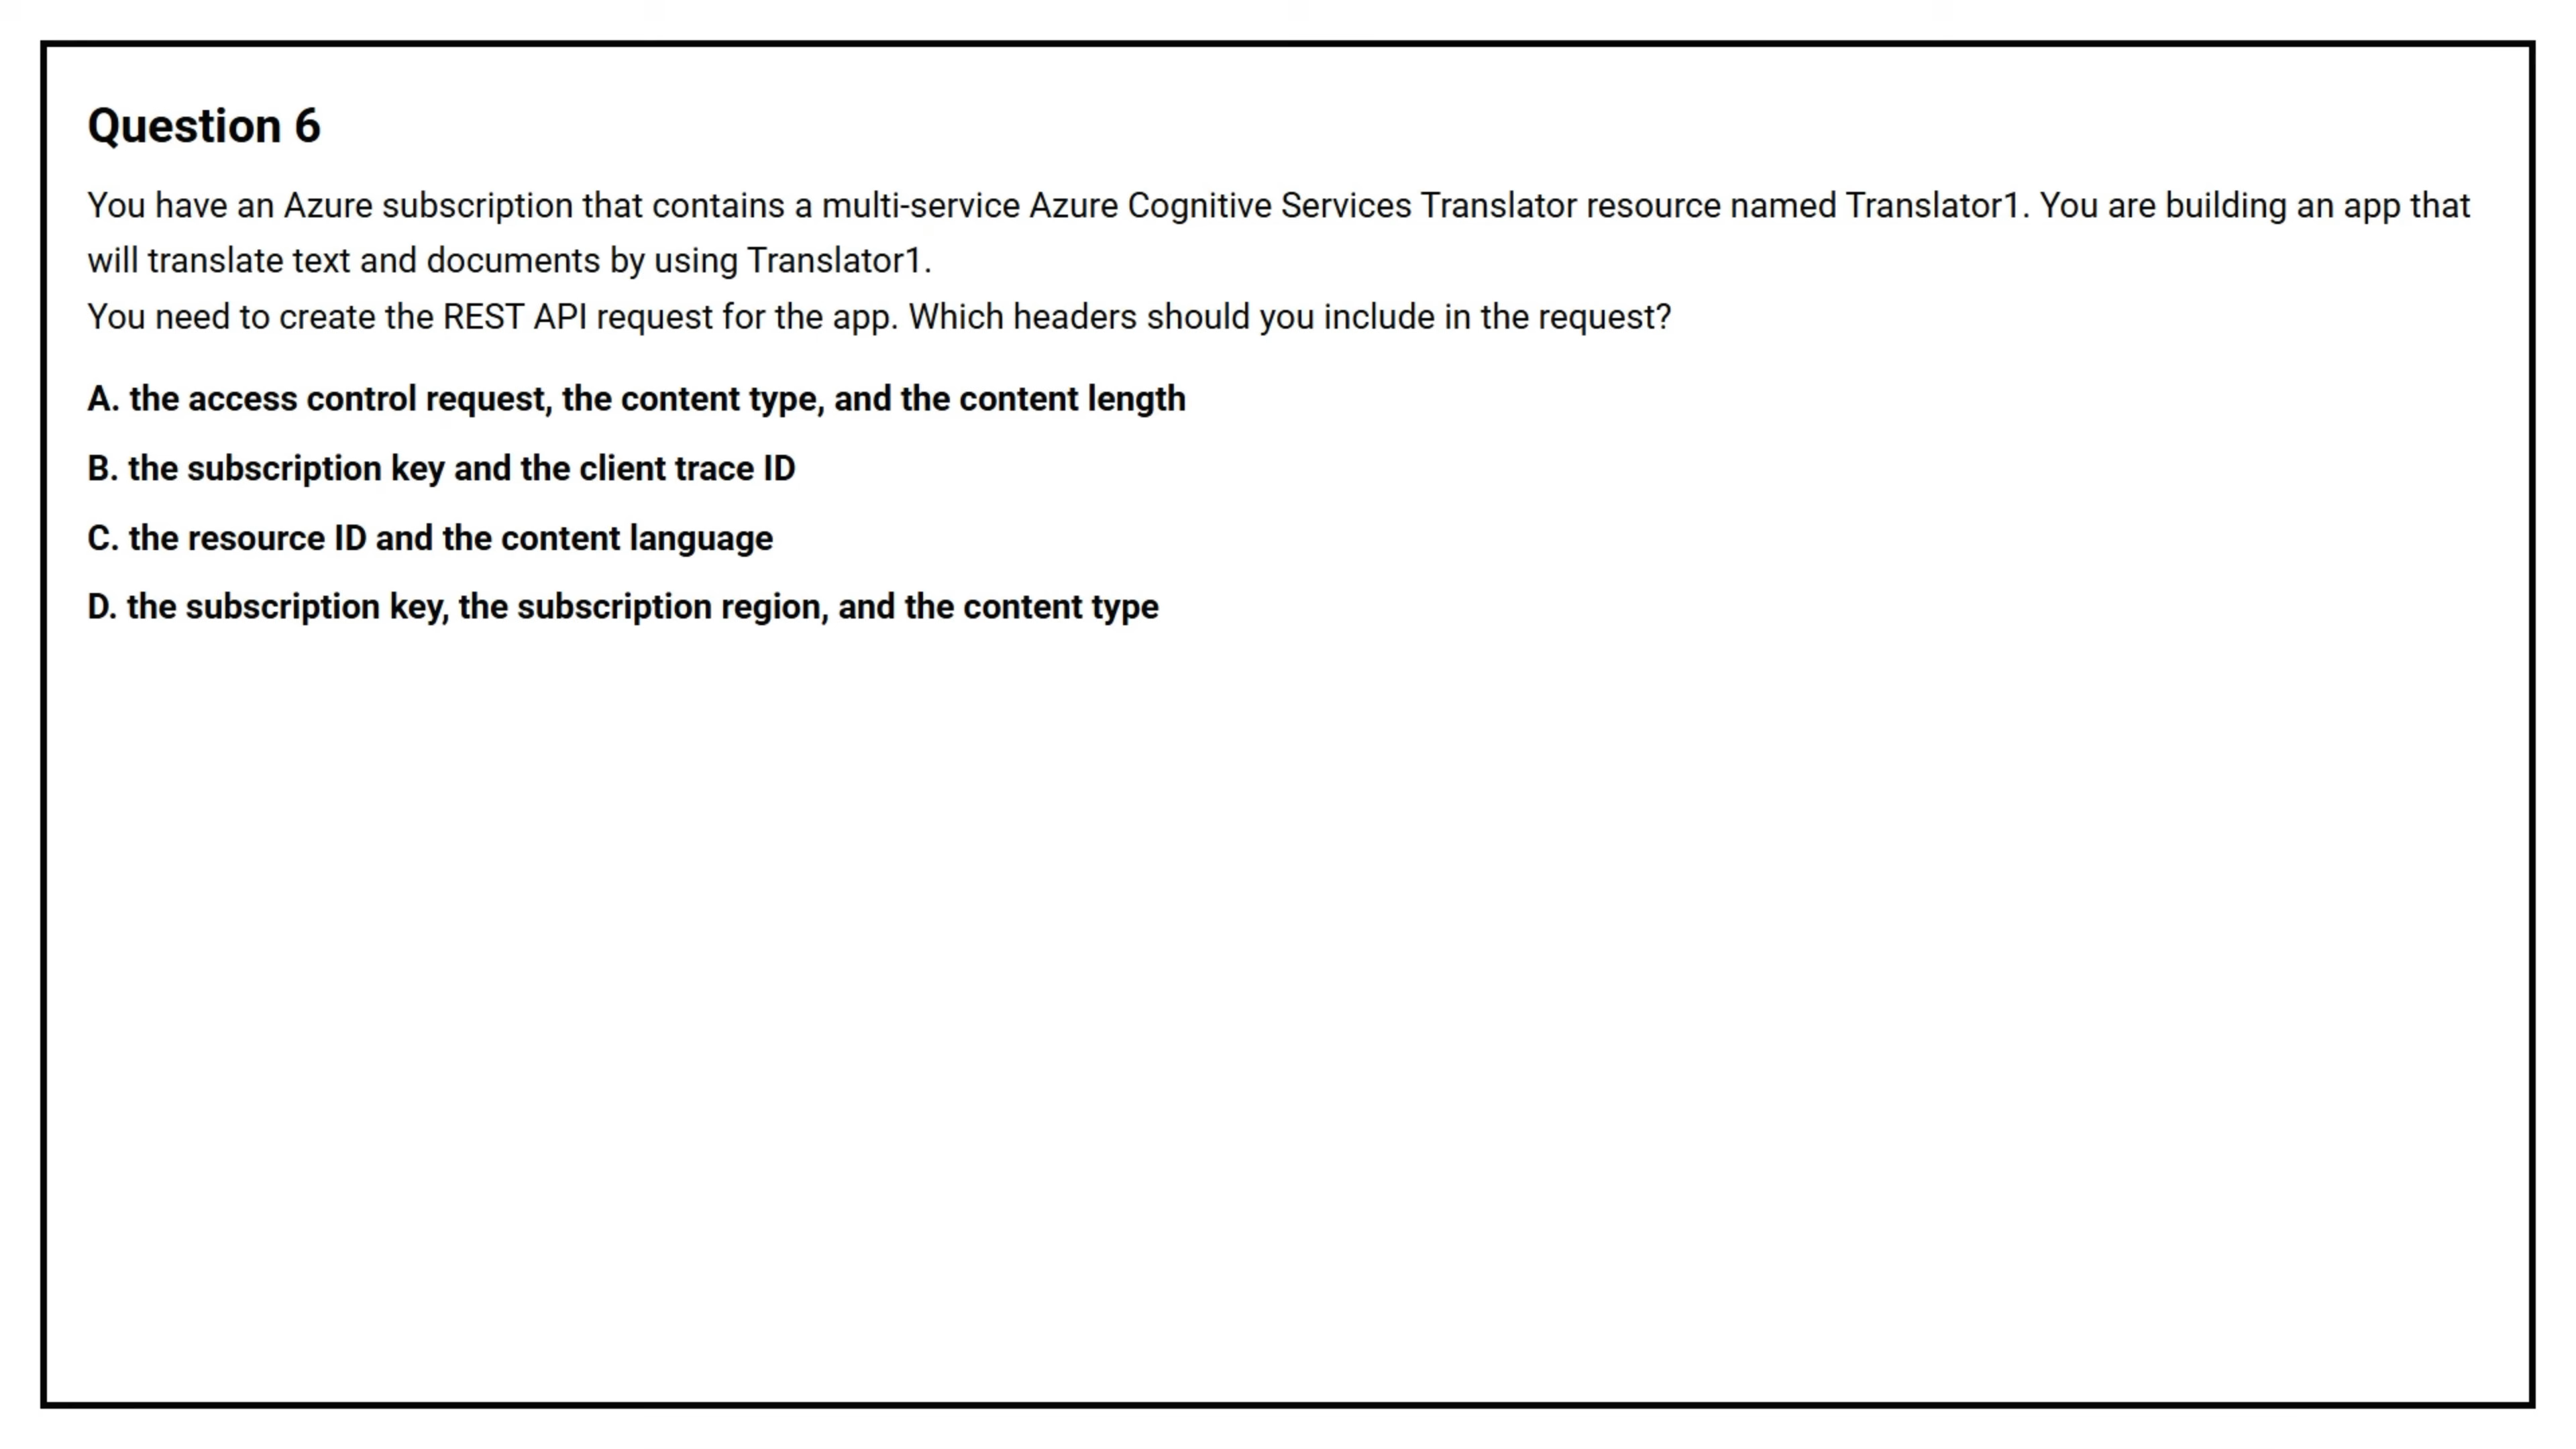 Question 6
You have an Azure subscription that contains a multi-service Azure Cognitive Services Translator resource named Translator1. You are building an app that
will translate text and documents by using Translator1.
You need to create the REST API request for the app. Which headers should you include in the request?
A. the access control request, the content type, and the content length
B. the subscription key and the client trace ID
C. the resource ID and the content language
D. the subscription key, the subscription region, and the content type